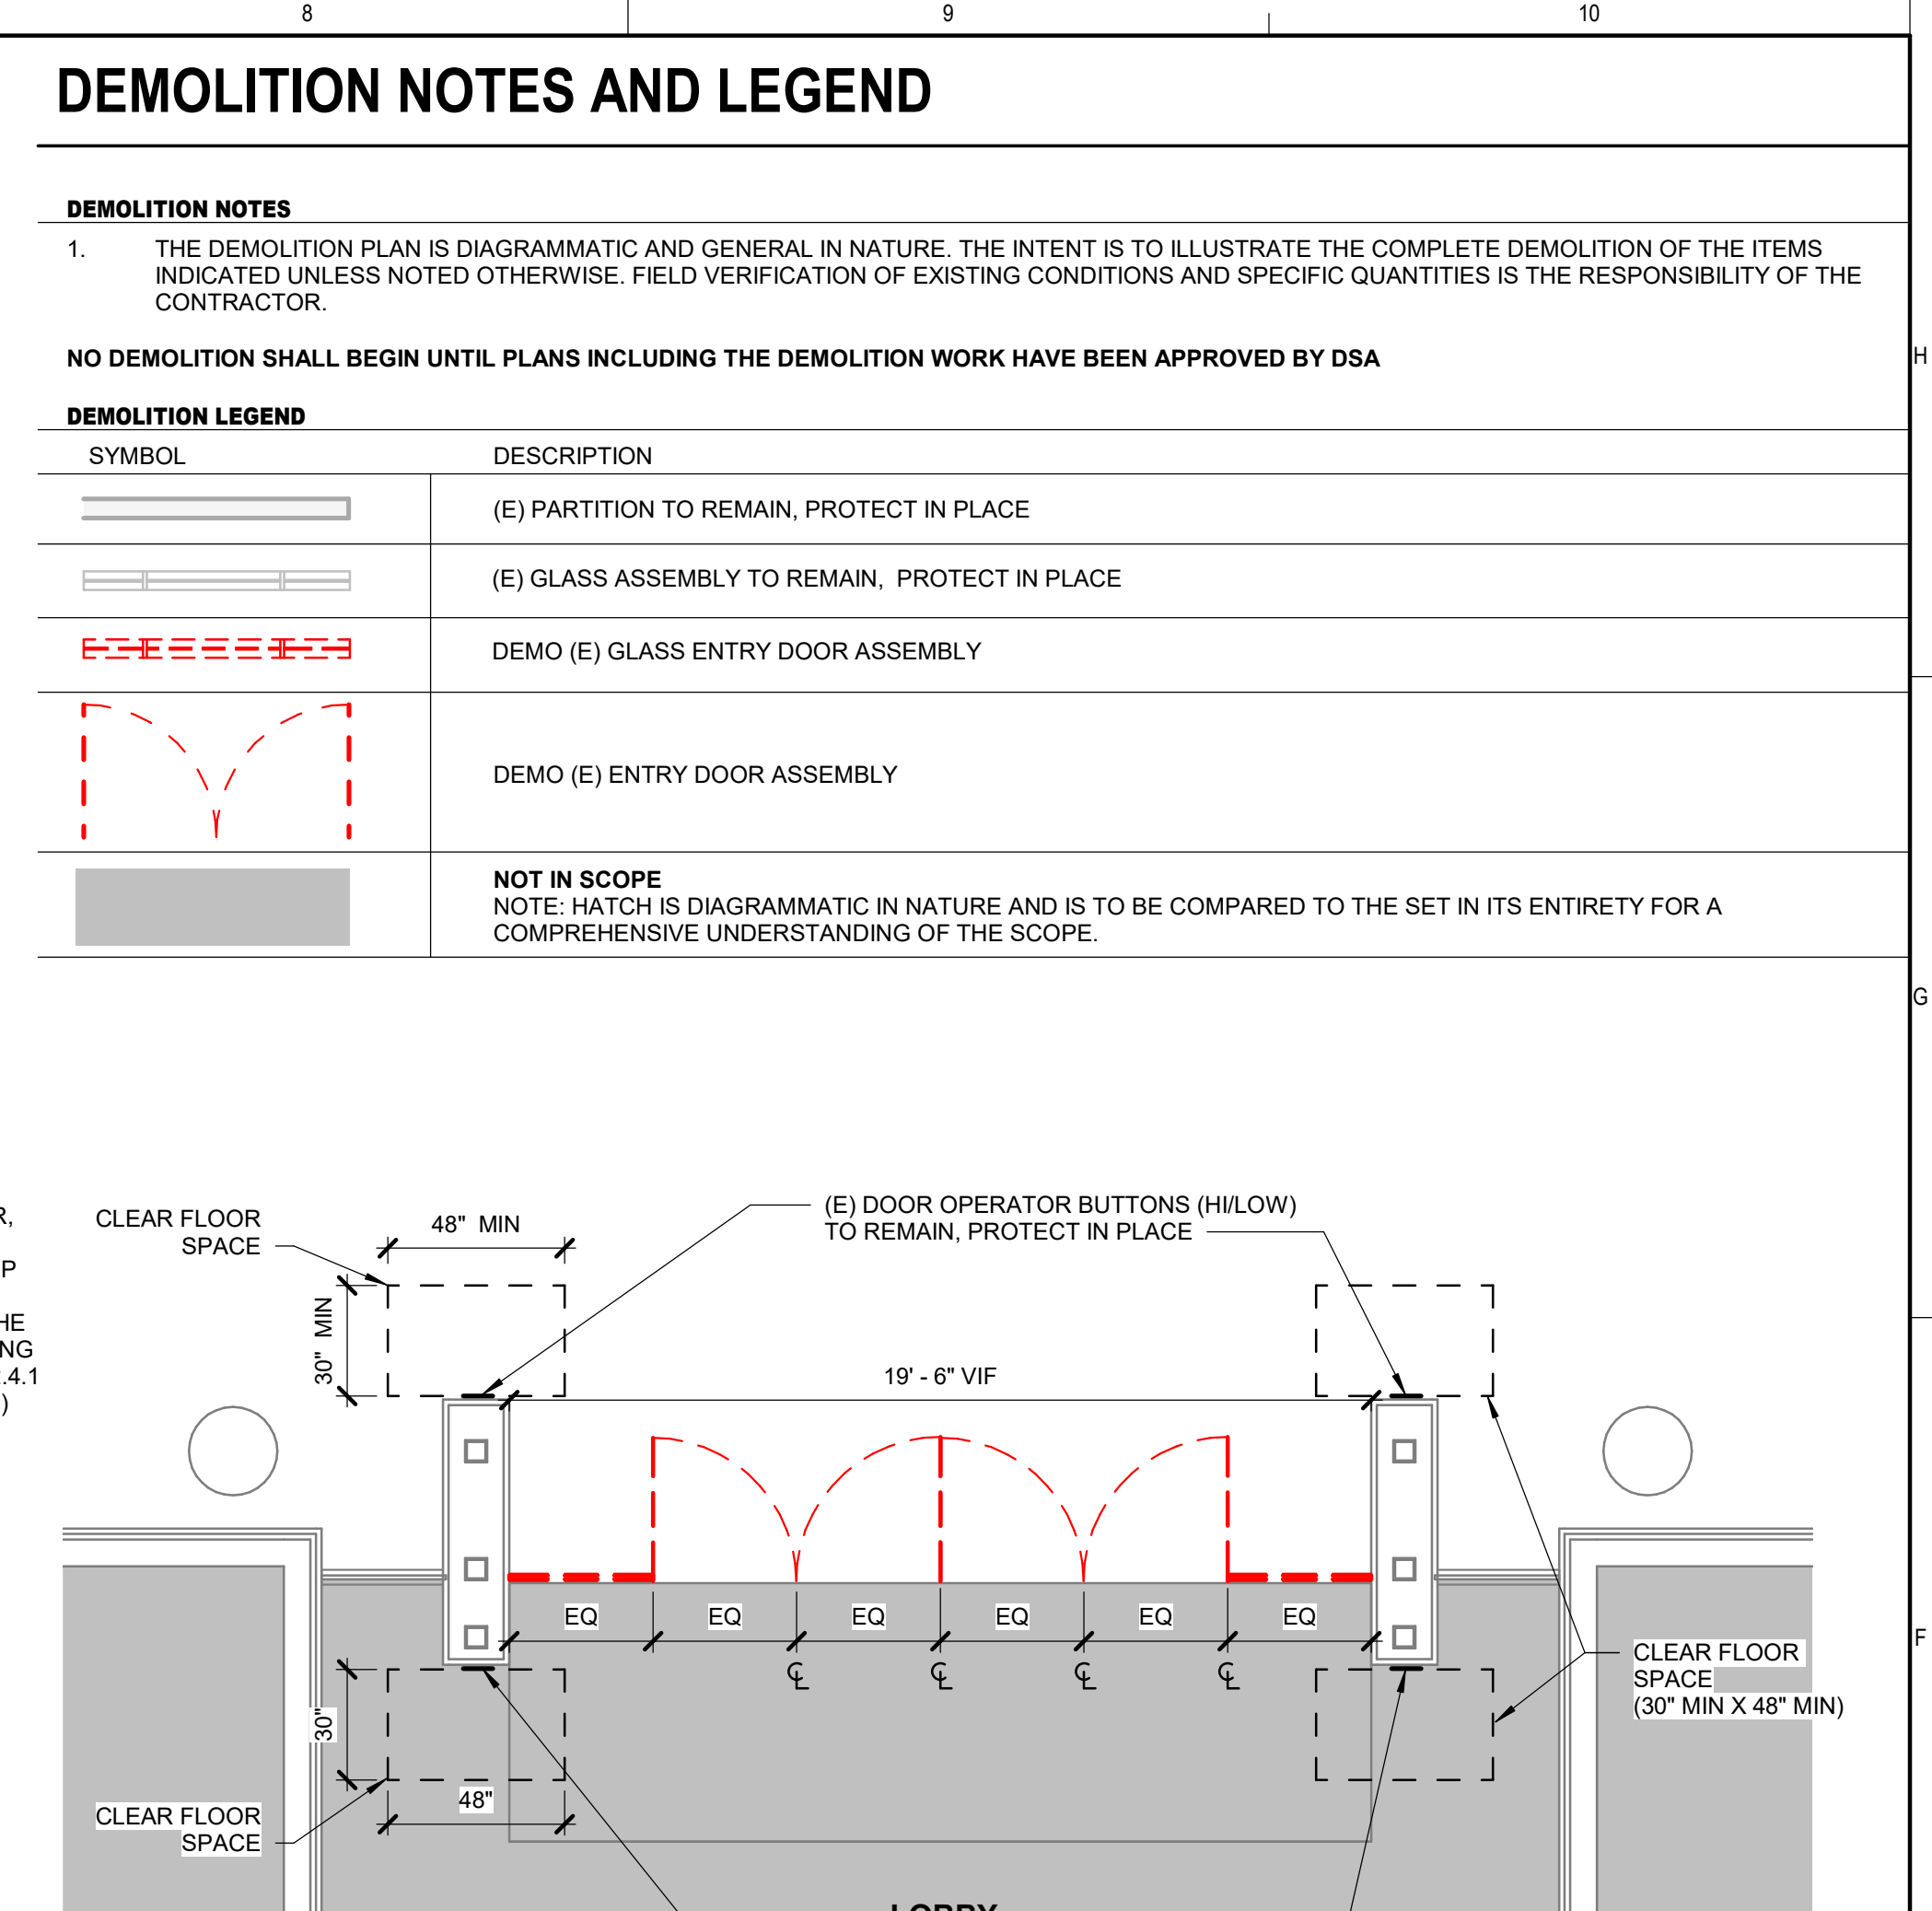 8 9 10
DEMOLITION NOTES AND LEGEND
DEMOLITION NOTES
1. THE DEMOLITION PLAN IS DIAGRAMMATIC AND GENERAL IN NATURE. THE INTENT IS TO ILLUSTRATE THE COMPLETE DEMOLITION OF THE ITEMS
INDICATED UNLESS NOTED OTHERWISE. FIELD VERIFICATION OF EXISTING CONDITIONS AND SPECIFIC QUANTITIES IS THE RESPONSIBILITY OF THE
CONTRACTOR.
NO DEMOLITION SHALL BEGIN UNTIL PLANS INCLUDING THE DEMOLITION WORK HAVE BEEN APPROVED BY DSA
H
DEMOLITION LEGEND
SYMBOL DESCRIPTION
(E) PARTITION TO REMAIN, PROTECT IN PLACE
(E) GLASS ASSEMBLY TO REMAIN, PROTECT IN PLACE
DEMO (E) GLASS ENTRY DOOR ASSEMBLY
DEMO (E) ENTRY DOOR ASSEMBLY
NOT IN SCOPE
NOTE: HATCH IS DIAGRAMMATIC IN NATURE AND IS TO BE COMPARED TO THE SET IN ITS ENTIRETY FOR A
COMPREHENSIVE UNDERSTANDING OF THE SCOPE.
G
R,
P
HE
NG
.4.1
)
CLEAR FLOOR
SPACE
48" MIN
30" MIN
(E) DOOR OPERATOR BUTTONS (HI/LOW)
TO REMAIN, PROTECT IN PLACE
19' - 6" VIF
EQ EQ EQ EQ EQ EQ
℄ ℄ ℄ ℄
F
CLEAR FLOOR
SPACE
(30" MIN X 48" MIN)
30"
48"
CLEAR FLOOR
SPACE
LOBBY